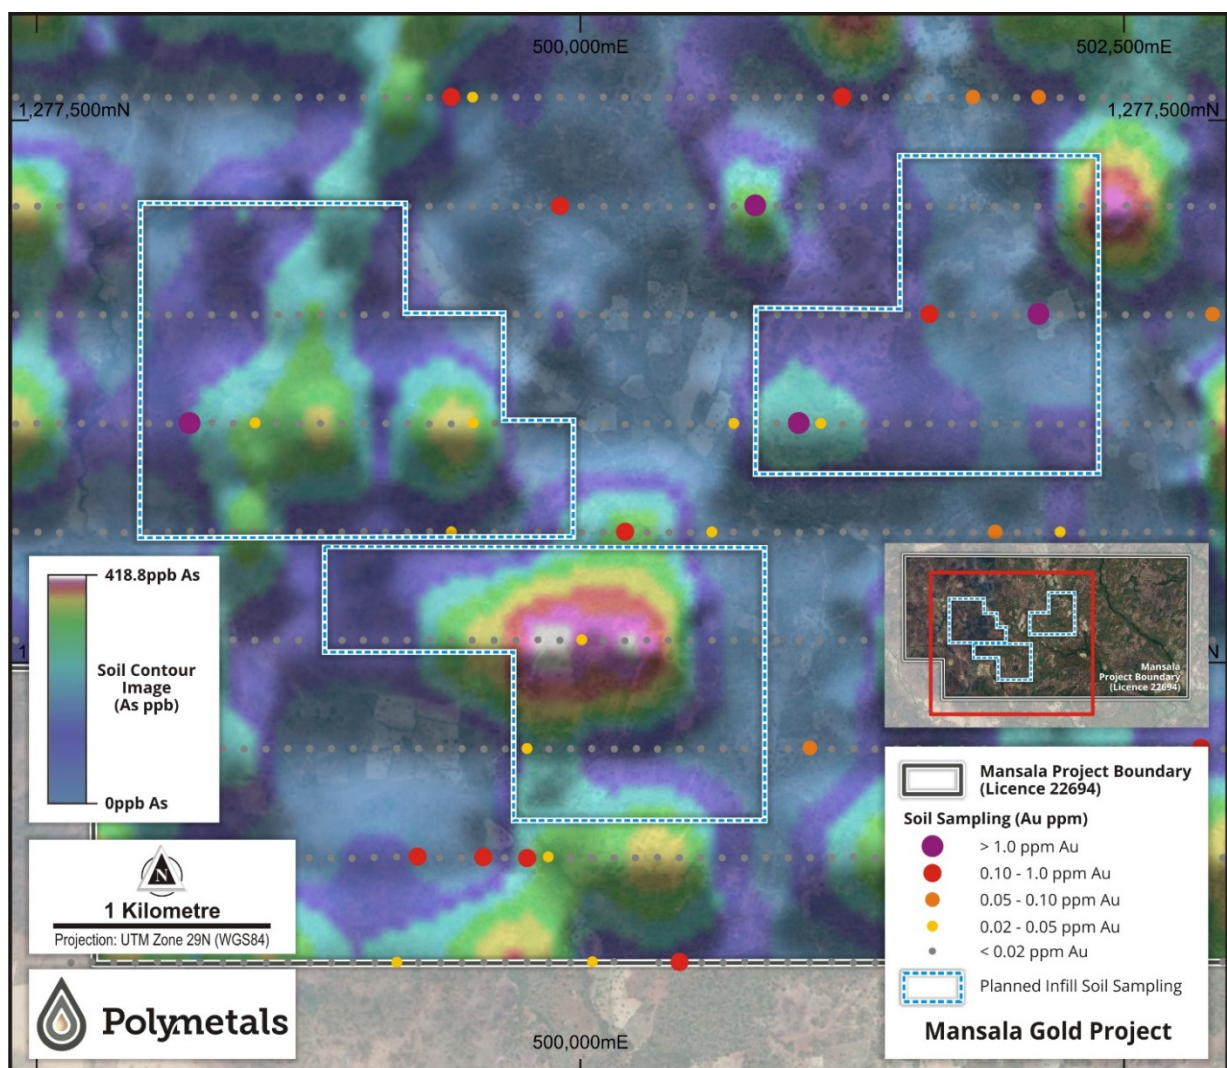 500,000mE
502,500mE
1,277,500mN
1,277,500mN
418.8ppb As
Soil Contour
Image
(As ppb)
0ppb As
N
1 Kilometre
Projection: UTM Zone 29N (WGS84)
Polymetals
500,000mE
Mansala
Project Boundary
(Licence 22694)
Mansala Project Boundary
(Licence 22694)
Soil Sampling (Au ppm)
> 1.0 ppm Au
0.10 - 1.0 ppm Au
0.05 - 0.10 ppm Au
0.02 - 0.05 ppm Au
< 0.02 ppm Au
Planned Infill Soil Sampling
Mansala Gold Project